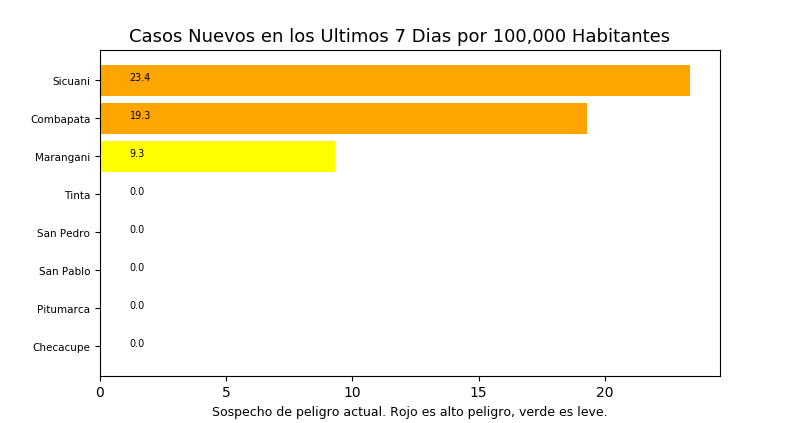 Casos Nuevos en los Ultimos 7 Dias por 100,000 Habitantes
Sicuani 23.4
Combapata 19.3
Marangani 9.3
Tinta 0.0
San Pedro 0.0
San Pablo 0.0
Pitumarca 0.0
Checacupe 0.0
0 5 10 15 20
Sospecho de peligro actual. Rojo es alto peligro, verde es leve.